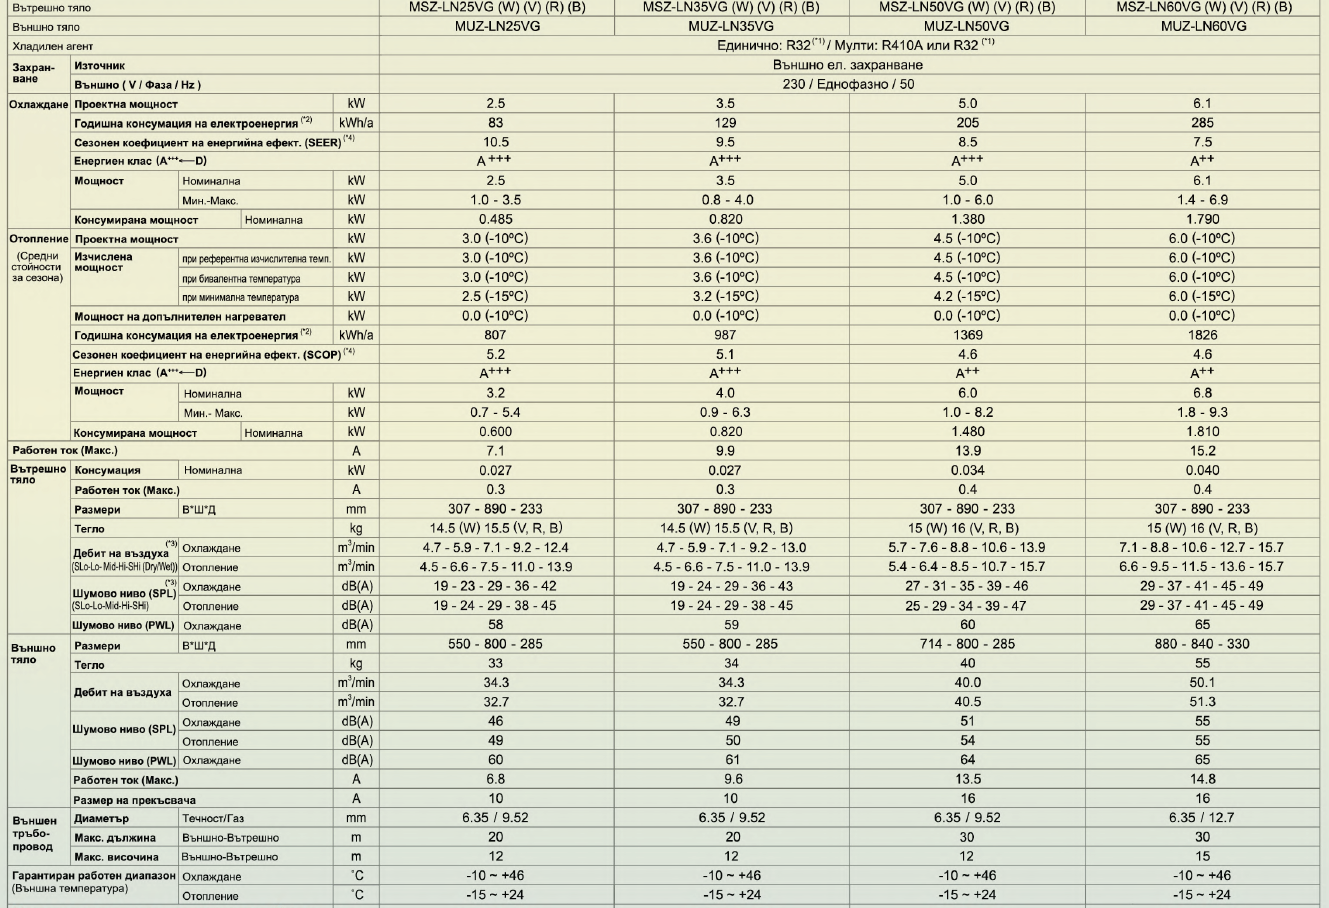 Вътрешно тяло MSZ-LN25VG (W) (V) (R) (B) MSZ-LN35VG (W) (V) (R) (B) MSZ-LN50VG (W) (V) (R) (B) MSZ-LN60VG (W) (V) (R) (B)
Външно тяло MUZ-LN25VG MUZ-LN35VG MUZ-LN50VG MUZ-LN60VG
Хладилен агент Единично: R32(*1) / Мулти: R410A или R32 (*1)
Захран-ване Източник Външно ел. захранване
Външно ( V / Фаза / Hz ) 230 / Еднофазно / 50
Охлаждане Проектна мощност kW 2.5 3.5 5.0 6.1
Годишна консумация на електроенергия (*2) kWh/a 83 129 205 285
Сезонен коефициент на енергийна ефект. (SEER) (*4) 10.5 9.5 8.5 7.5
Енергиен клас (A+++←D) A+++ A+++ A+++ A++
Мощност Номинална kW 2.5 3.5 5.0 6.1
Мин.-Макс. kW 1.0 - 3.5 0.8 - 4.0 1.0 - 6.0 1.4 - 6.9
Консумирана мощност Номинална kW 0.485 0.820 1.380 1.790
Отопление Проектна мощност kW 3.0 (-10ºC) 3.6 (-10ºC) 4.5 (-10ºC) 6.0 (-10ºC)
(Средни стойности за сезона) Изчислена мощност при референтна изчислителна темп. kW 3.0 (-10ºC) 3.6 (-10ºC) 4.5 (-10ºC) 6.0 (-10ºC)
при бивалентна температура kW 3.0 (-10ºC) 3.6 (-10ºC) 4.5 (-10ºC) 6.0 (-10ºC)
при минимална температура kW 2.5 (-15ºC) 3.2 (-15ºC) 4.2 (-15ºC) 6.0 (-15ºC)
Мощност на допълнителен нагревател kW 0.0 (-10ºC) 0.0 (-10ºC) 0.0 (-10ºC) 0.0 (-10ºC)
Годишна консумация на електроенергия (*2) kWh/a 807 987 1369 1826
Сезонен коефициент на енергийна ефект. (SCOP) (*4) 5.2 5.1 4.6 4.6
Енергиен клас (A+++←D) A+++ A+++ A++ A++
Мощност Номинална kW 3.2 4.0 6.0 6.8
Мин.- Макс. kW 0.7 - 5.4 0.9 - 6.3 1.0 - 8.2 1.8 - 9.3
Консумирана мощност Номинална kW 0.600 0.820 1.480 1.810
Работен ток (Макс.) A 7.1 9.9 13.9 15.2
Вътрешно тяло Консумация Номинална kW 0.027 0.027 0.034 0.040
Работен ток (Макс.) A 0.3 0.3 0.4 0.4
Размери В*Ш*Д mm 307 - 890 - 233 307 - 890 - 233 307 - 890 - 233 307 - 890 - 233
Тегло kg 14.5 (W) 15.5 (V, R, B) 14.5 (W) 15.5 (V, R, B) 15 (W) 16 (V, R, B) 15 (W) 16 (V, R, B)
Дебит на въздуха (*3) Охлаждане m³/min 4.7 - 5.9 - 7.1 - 9.2 - 12.4 4.7 - 5.9 - 7.1 - 9.2 - 13.0 5.7 - 7.6 - 8.8 - 10.6 - 13.9 7.1 - 8.8 - 10.6 - 12.7 - 15.7
(SLo-Lo- Mid-Hi-SHi (Dry/Wet)) Отопление m³/min 4.5 - 6.6 - 7.5 - 11.0 - 13.9 4.5 - 6.6 - 7.5 - 11.0 - 13.9 5.4 - 6.4 - 8.5 - 10.7 - 15.7 6.6 - 9.5 - 11.5 - 13.6 - 15.7
Шумово ниво (SPL) (*3) Охлаждане dB(A) 19 - 23 - 29 - 36 - 42 19 - 24 - 29 - 36 - 43 27 - 31 - 35 - 39 - 46 29 - 37 - 41 - 45 - 49
(SLo-Lo-Mid-Hi-SHi) Отопление dB(A) 19 - 24 - 29 - 38 - 45 19 - 24 - 29 - 38 - 45 25 - 29 - 34 - 39 - 47 29 - 37 - 41 - 45 - 49
Шумово ниво (PWL) Охлаждане dB(A) 58 59 60 65
Външно тяло Размери В*Ш*Д mm 550 - 800 - 285 550 - 800 - 285 714 - 800 - 285 880 - 840 - 330
Тегло kg 33 34 40 55
Дебит на въздуха Охлаждане m³/min 34.3 34.3 40.0 50.1
Отопление m³/min 32.7 32.7 40.5 51.3
Шумово ниво (SPL) Охлаждане dB(A) 46 49 51 55
Отопление dB(A) 49 50 54 55
Шумово ниво (PWL) Охлаждане dB(A) 60 61 64 65
Работен ток (Макс.) A 6.8 9.6 13.5 14.8
Размер на прекъсвача A 10 10 16 16
Външен тръбо-провод Диаметър Течност/Газ mm 6.35 / 9.52 6.35 / 9.52 6.35 / 9.52 6.35 / 12.7
Макс. дължина Външно-Вътрешно m 20 20 30 30
Макс. височина Външно-Вътрешно m 12 12 12 15
Гарантиран работен диапазон Охлаждане ˚C -10 ~ +46 -10 ~ +46 -10 ~ +46 -10 ~ +46
(Външна температура) Отопление ˚C -15 ~ +24 -15 ~ +24 -15 ~ +24 -15 ~ +24